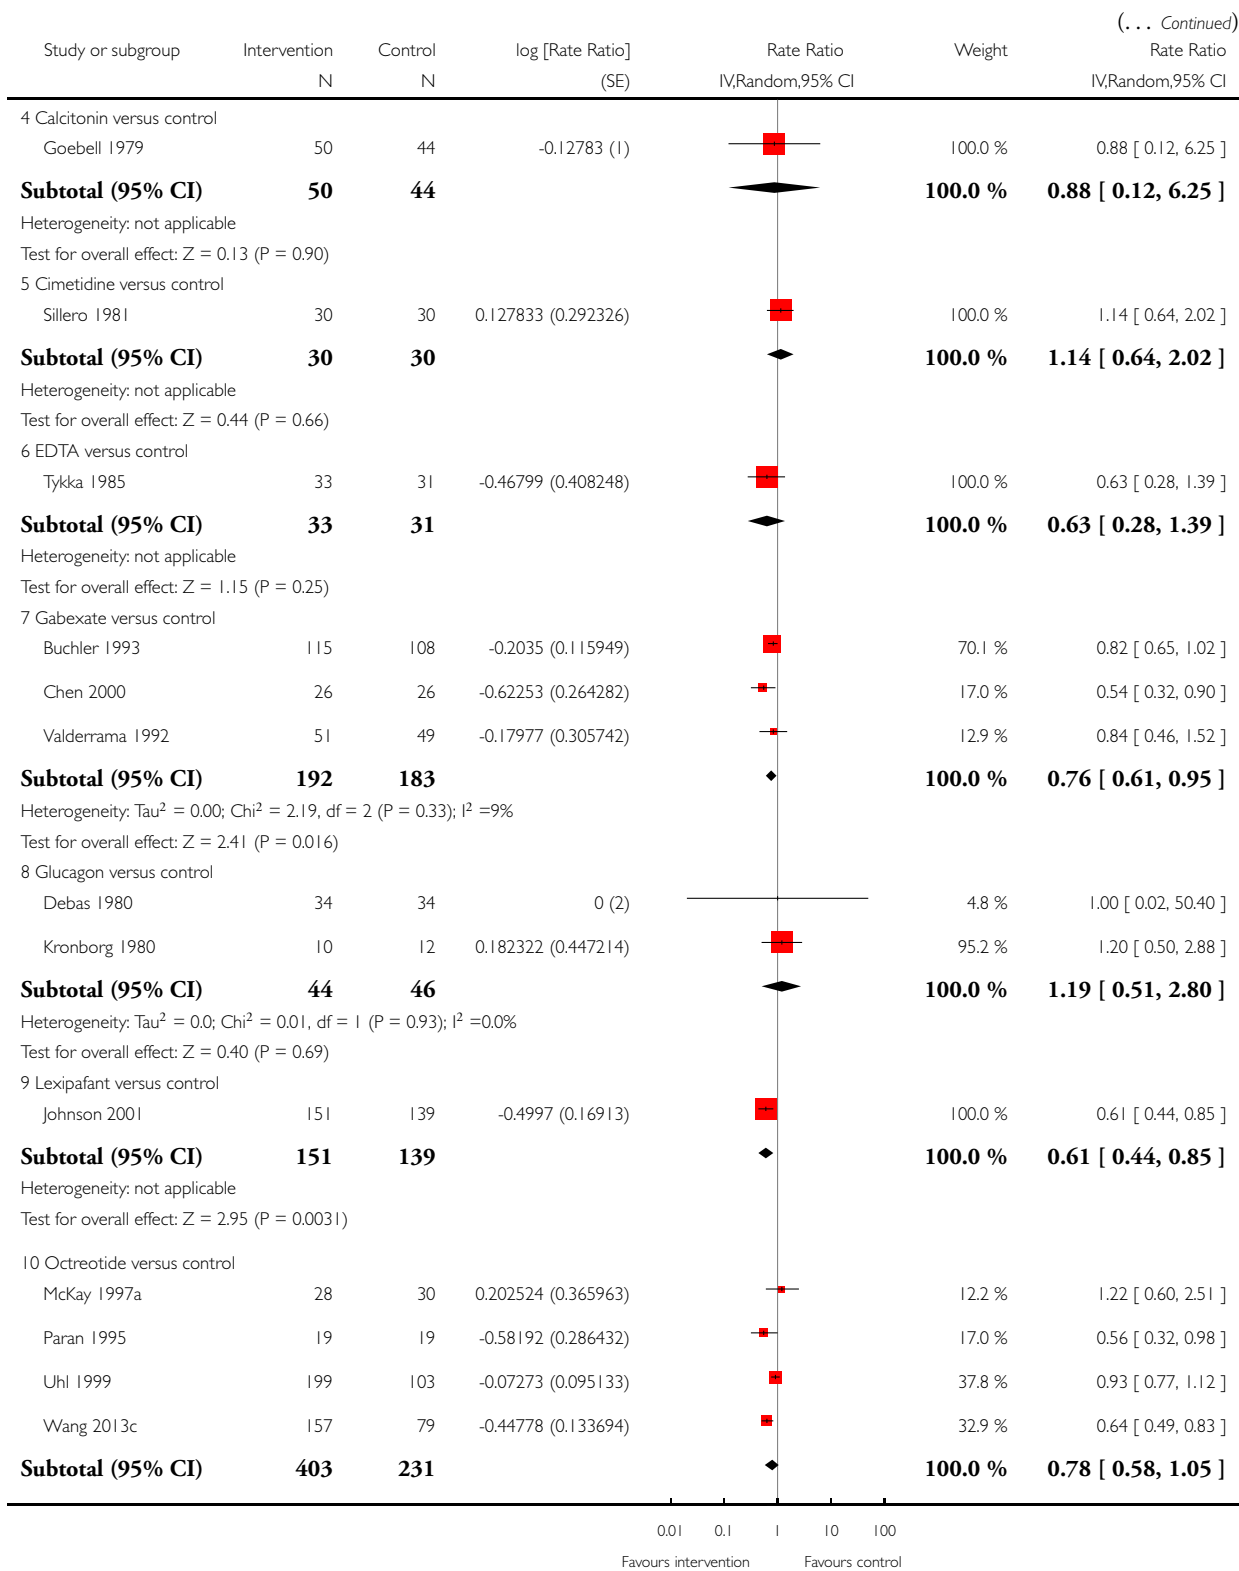 (... Continued)
Study or subgroup Intervention Control log [Rate Ratio] Rate Ratio Weight Rate Ratio
N N (SE) IV,Random,95% CI IV,Random,95% CI
4 Calcitonin versus control
Goebell 1979 50 44 -0.12783 (1) 100.0 % 0.88 [ 0.12, 6.25 ]
Subtotal (95% CI) 50 44 100.0 % 0.88 [ 0.12, 6.25 ]
Heterogeneity: not applicable
Test for overall effect: Z = 0.13 (P = 0.90)
5 Cimetidine versus control
Sillero 1981 30 30 0.127833 (0.292326) 100.0 % 1.14 [ 0.64, 2.02 ]
Subtotal (95% CI) 30 30 100.0 % 1.14 [ 0.64, 2.02 ]
Heterogeneity: not applicable
Test for overall effect: Z = 0.44 (P = 0.66)
6 EDTA versus control
Tykka 1985 33 31 -0.46799 (0.408248) 100.0 % 0.63 [ 0.28, 1.39 ]
Subtotal (95% CI) 33 31 100.0 % 0.63 [ 0.28, 1.39 ]
Heterogeneity: not applicable
Test for overall effect: Z = 1.15 (P = 0.25)
7 Gabexate versus control
Buchler 1993 115 108 -0.2035 (0.115949) 70.1 % 0.82 [ 0.65, 1.02 ]
Chen 2000 26 26 -0.62253 (0.264282) 17.0 % 0.54 [ 0.32, 0.90 ]
Valderrama 1992 51 49 -0.17977 (0.305742) 12.9 % 0.84 [ 0.46, 1.52 ]
Subtotal (95% CI) 192 183 100.0 % 0.76 [ 0.61, 0.95 ]
Heterogeneity: Tau² = 0.00; Chi² = 2.19, df = 2 (P = 0.33); I² =9%
Test for overall effect: Z = 2.41 (P = 0.016)
8 Glucagon versus control
Debas 1980 34 34 0 (2) 4.8 % 1.00 [ 0.02, 50.40 ]
Kronborg 1980 10 12 0.182322 (0.447214) 95.2 % 1.20 [ 0.50, 2.88 ]
Subtotal (95% CI) 44 46 100.0 % 1.19 [ 0.51, 2.80 ]
Heterogeneity: Tau² = 0.0; Chi² = 0.01, df = 1 (P = 0.93); I² =0.0%
Test for overall effect: Z = 0.40 (P = 0.69)
9 Lexipafant versus control
Johnson 2001 151 139 -0.4997 (0.16913) 100.0 % 0.61 [ 0.44, 0.85 ]
Subtotal (95% CI) 151 139 100.0 % 0.61 [ 0.44, 0.85 ]
Heterogeneity: not applicable
Test for overall effect: Z = 2.95 (P = 0.0031)
10 Octreotide versus control
McKay 1997a 28 30 0.202524 (0.365963) 12.2 % 1.22 [ 0.60, 2.51 ]
Paran 1995 19 19 -0.58192 (0.286432) 17.0 % 0.56 [ 0.32, 0.98 ]
Uhl 1999 199 103 -0.07273 (0.095133) 37.8 % 0.93 [ 0.77, 1.12 ]
Wang 2013c 157 79 -0.44778 (0.133694) 32.9 % 0.64 [ 0.49, 0.83 ]
Subtotal (95% CI) 403 231 100.0 % 0.78 [ 0.58, 1.05 ]
0.01 0.1 1 10 100
Favours intervention Favours control